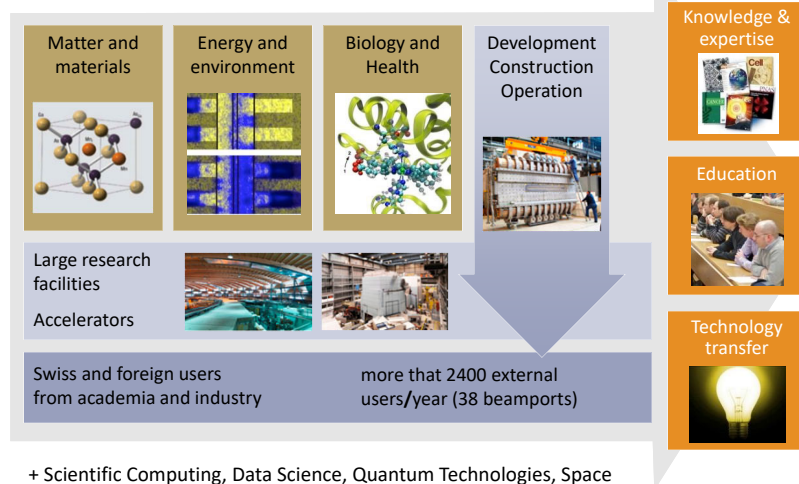 Matter and
materials
Energy and
environment
Biology and
Health
Development
Construction
Operation
Large research
facilities
Accelerators
Swiss and foreign users
from academia and industry
more that 2400 external
users/year (38 beamports)
+ Scientific Computing, Data Science, Quantum Technologies, Space
Knowledge &
expertise
Cell
Education
Technology
transfer